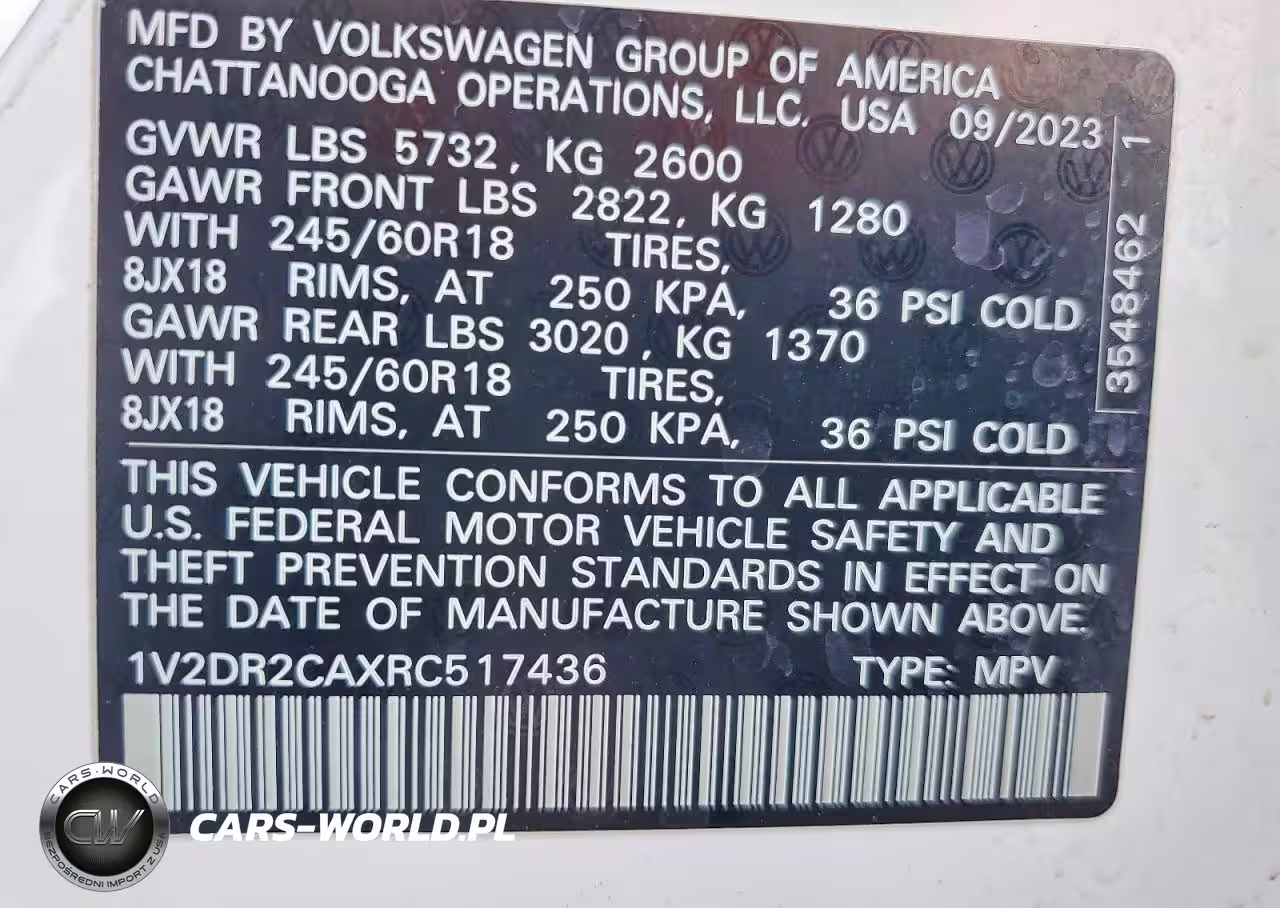 MFD BY VOLKSWAGEN GROUP OF AMERICA
CHATTANOOGA OPERATIONS, LLC. USA 09/2023
GVWR LBS 5732, KG 2600
GAWR FRONT LBS 2822, KG 1280
WITH 245/60R18 TIRES,
8JX18 RIMS, AT 250 KPA, 36 PSI COLD
GAWR REAR LBS 3020, KG 1370
WITH 245/60R18 TIRES,
8JX18 RIMS, AT 250 KPA, 36 PSI COLD
3548462 1
THIS VEHICLE CONFORMS TO ALL APPLICABLE
U.S. FEDERAL MOTOR VEHICLE SAFETY AND
THEFT PREVENTION STANDARDS IN EFFECT ON
THE DATE OF MANUFACTURE SHOWN ABOVE.
1V2DR2CAXRC517436 TYPE: MPV
CARS-WORLD
CW
BEZPOŚREDNI IMPORT Z USA
CARS-WORLD.PL